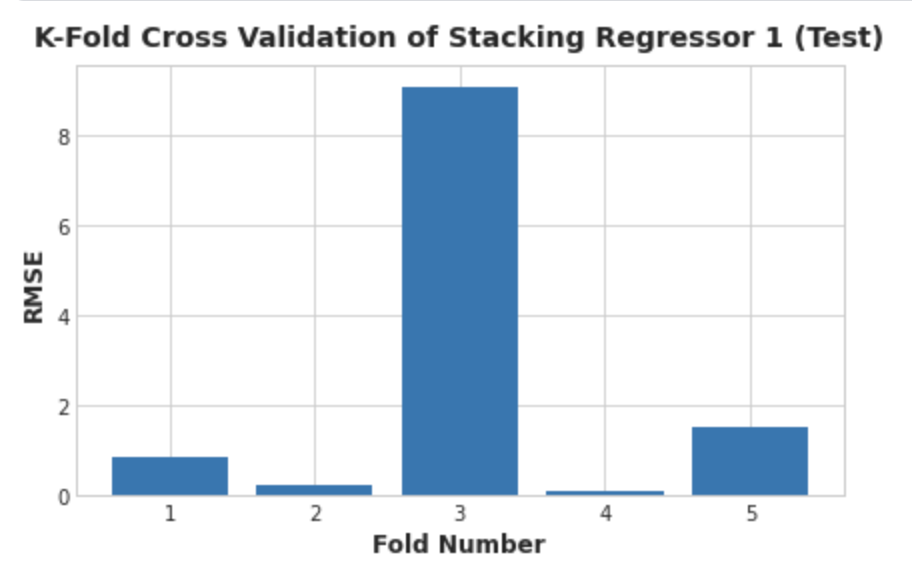 K-Fold Cross Validation of Stacking Regressor 1 (Test)
8
6
4
2
0
RMSE
1 2 3 4 5
Fold Number